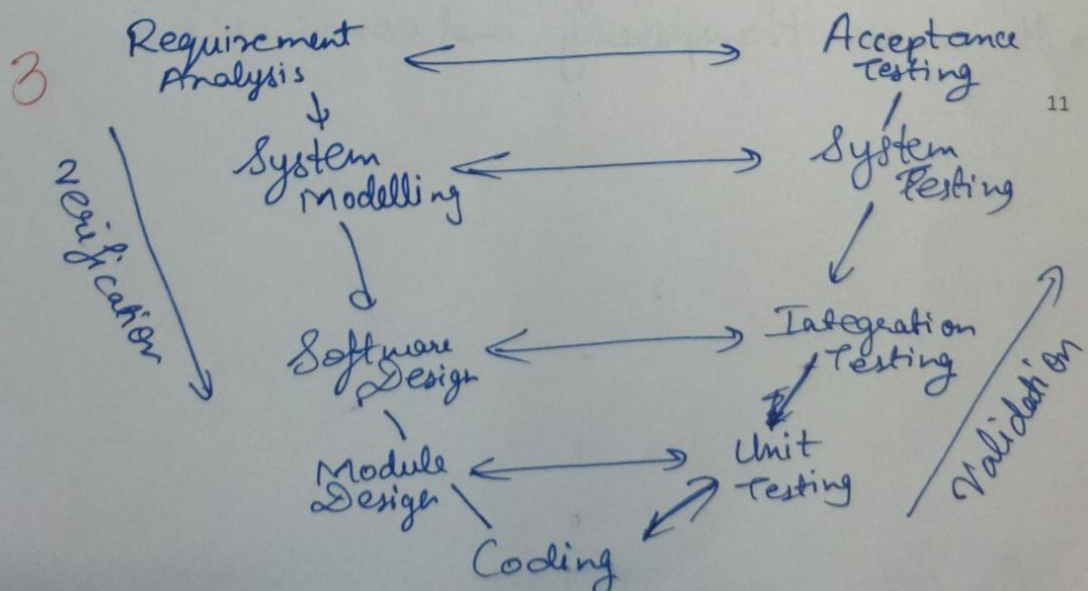 3
Requirement
Analysis
Acceptance
Testing
11
System
Modelling
System
Testing
Verification
Software
Design
Integration
Testing
Validation
Module
Design
Unit
Testing
Coding